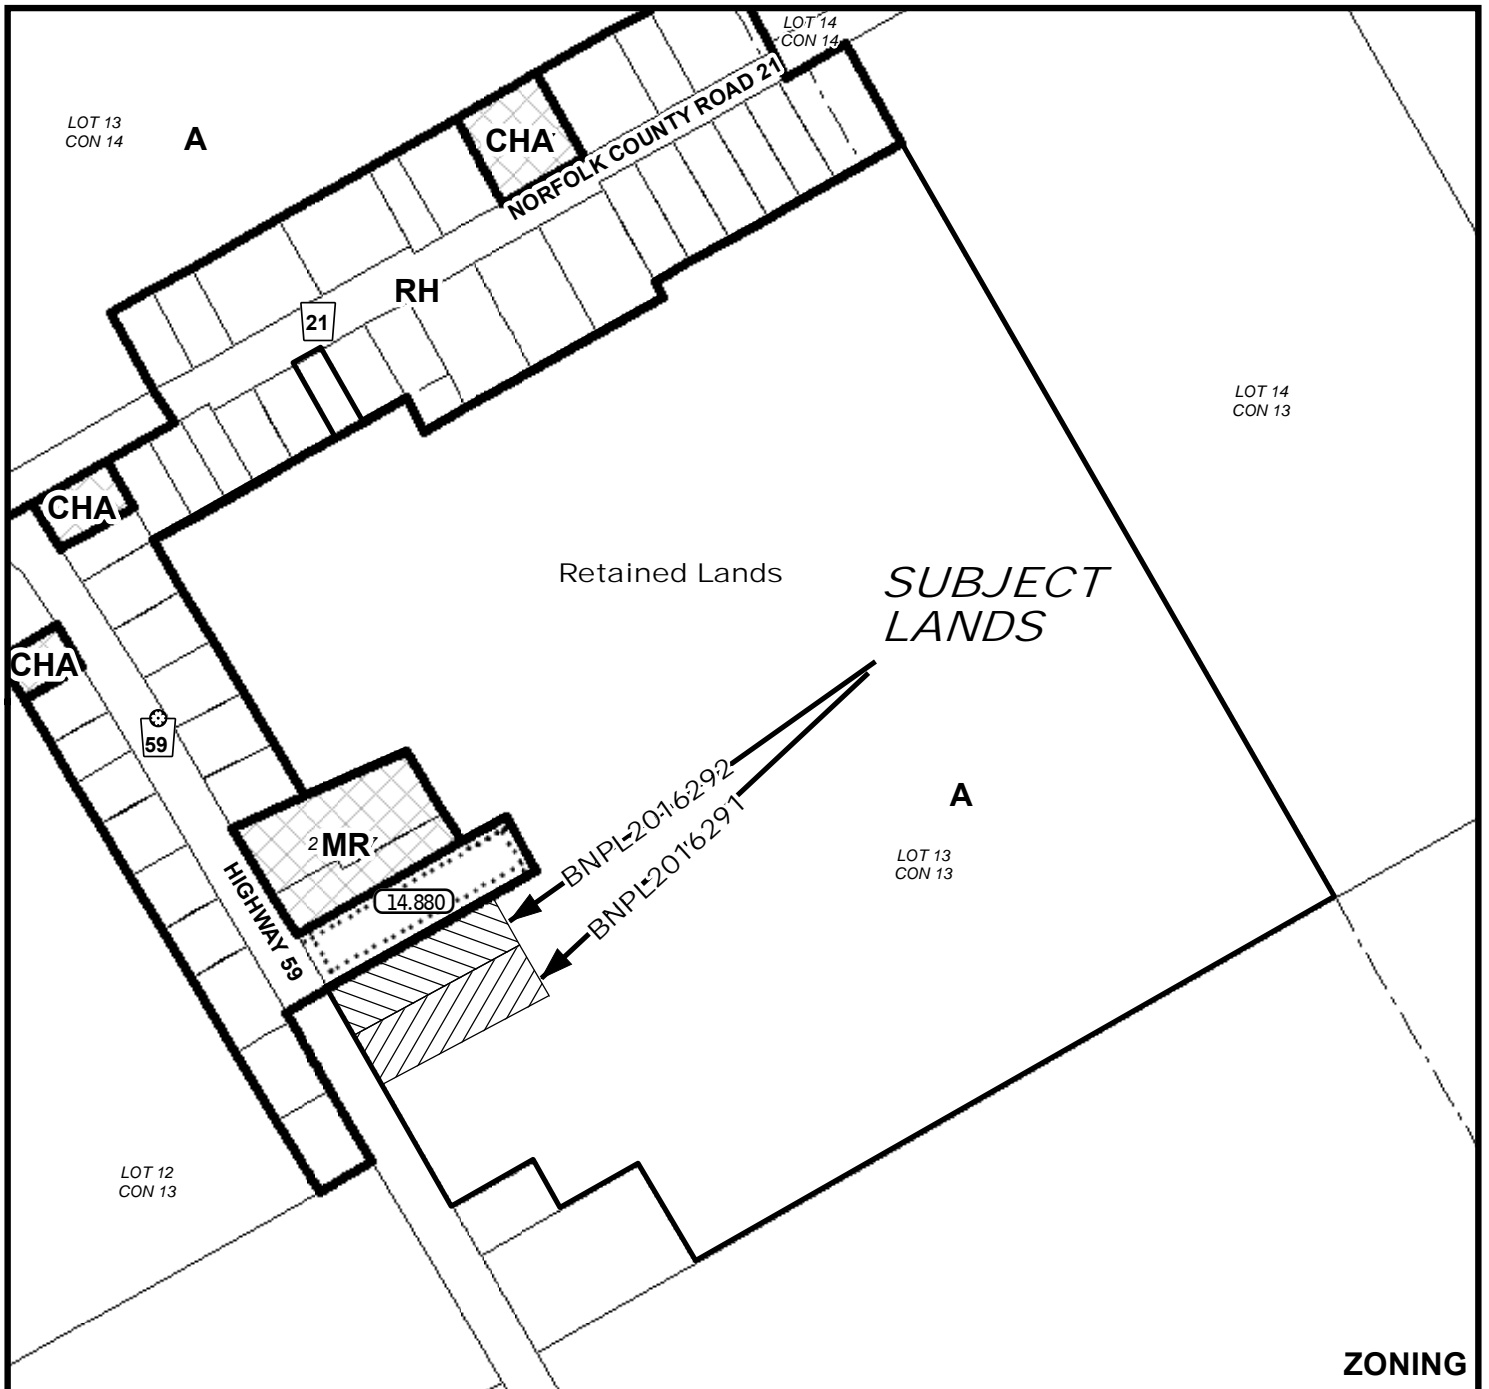 LOT 14
CON 14
LOT 13
CON 14
A
CHA
NORFOLK COUNTY ROAD 21
RH
21
LOT 14
CON 13
CHA
Retained Lands
SUBJECT
LANDS
CHA
59
BNPL2016292
BNPL2016291
A
MR
LOT 13
CON 13
14.880
HIGHWAY 59
LOT 12
CON 13
ZONING